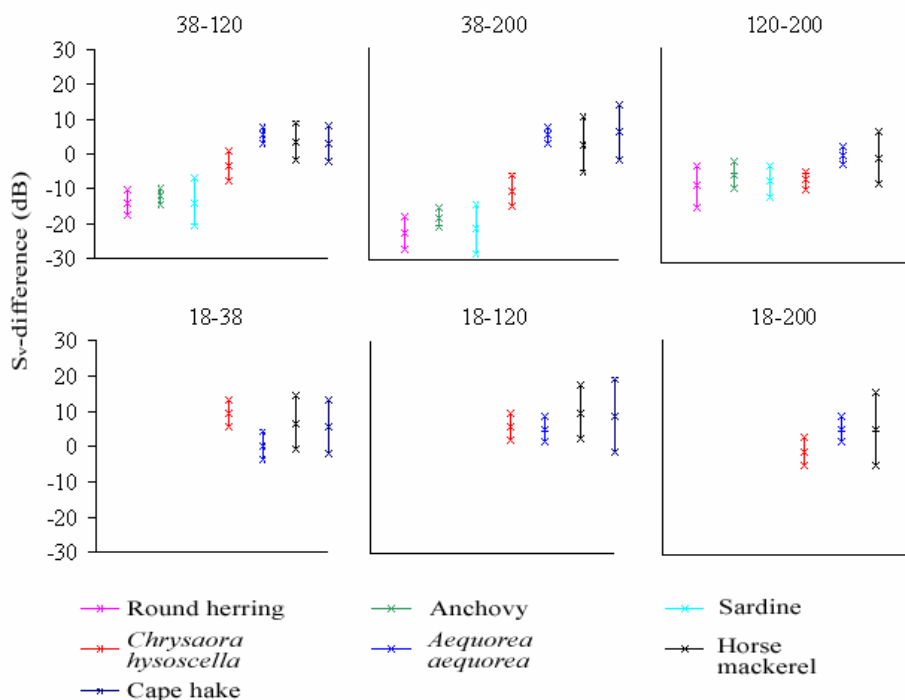 38-120 38-200 120-200
30
20
10
0
-10
-20
-30
Sv-difference (dB)
18-38 18-120 18-200
30
20
10
0
-10
-20
-30
Round herring Anchovy Sardine
Chrysaora Aequorea Horse
hysoscella aequorea mackerel
Cape hake